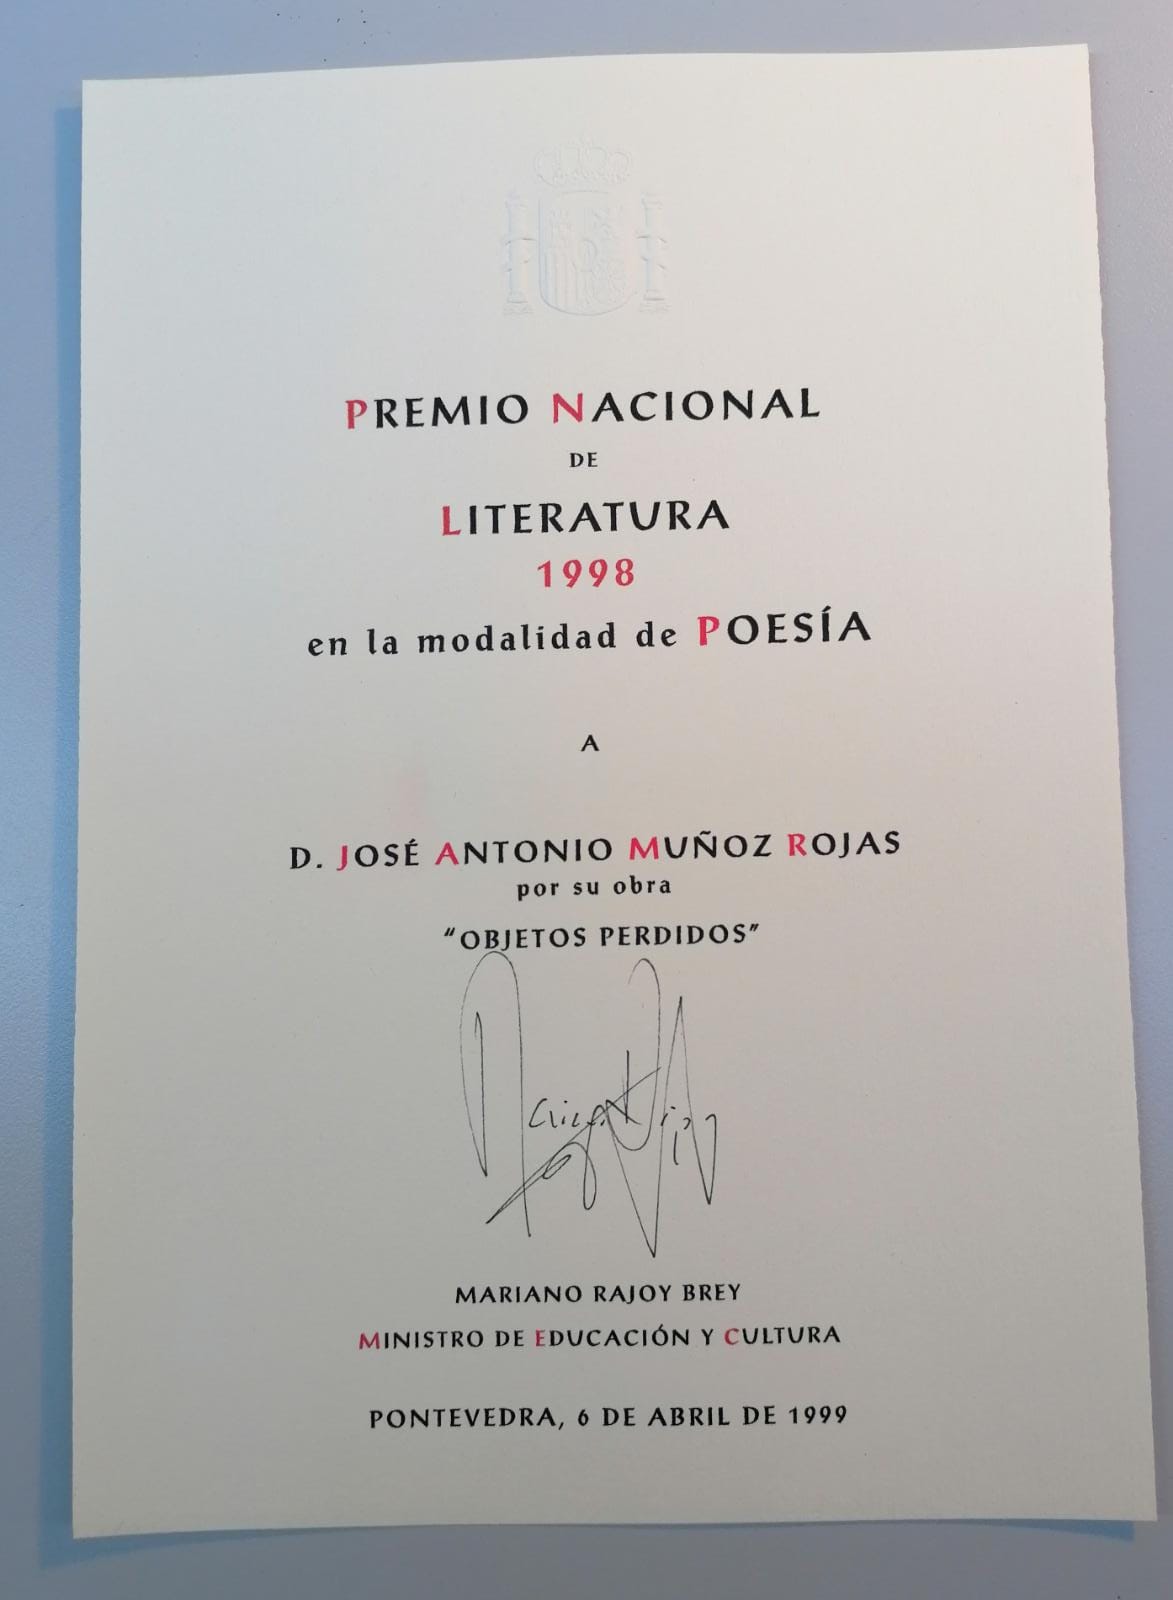 PREMIO NACIONAL
DE
LITERATURA
1998
en la modalidad de POESÍA
A
D. JOSÉ ANTONIO MUÑOZ ROJAS
por su obra
“OBJETOS PERDIDOS”
MARIANO RAJOY BREY
MINISTRO DE EDUCACIÓN Y CULTURA
PONTEVEDRA, 6 DE ABRIL DE 1999